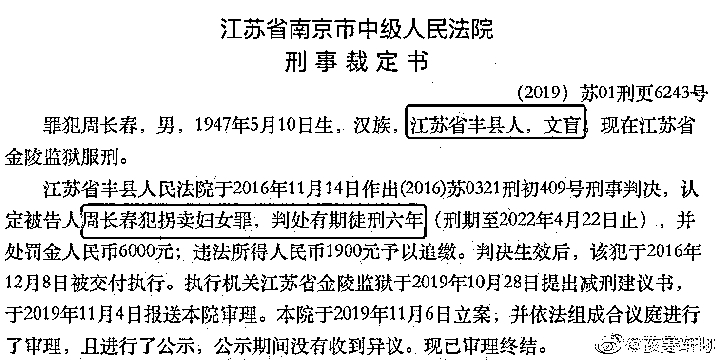 江苏省南京市中级人民法院
刑事裁定书
(2019)苏01刑更6243号
罪犯周长春，男，1947年5月10日生，汉族，江苏省丰县人，文盲，现在江苏省
金陵监狱服刑。
江苏省丰县人民法院于2016年11月14日作出(2016)苏0321刑初409号刑事判决，认
定被告人周长春犯拐卖妇女罪，判处有期徒刑六年（刑期至2022年4月22日止），并
处罚金人民币6000元；违法所得人民币1900元予以追缴。判决生效后，该犯于2016年
12月8日被交付执行。执行机关江苏省金陵监狱于2019年10月28日提出减刑建议书，
于2019年11月4日报送本院审理。本院于2019年11月6日立案；并依法组成合议庭进行
了审理，且进行了公示，公示期间没有收到异议。现已审理终结。